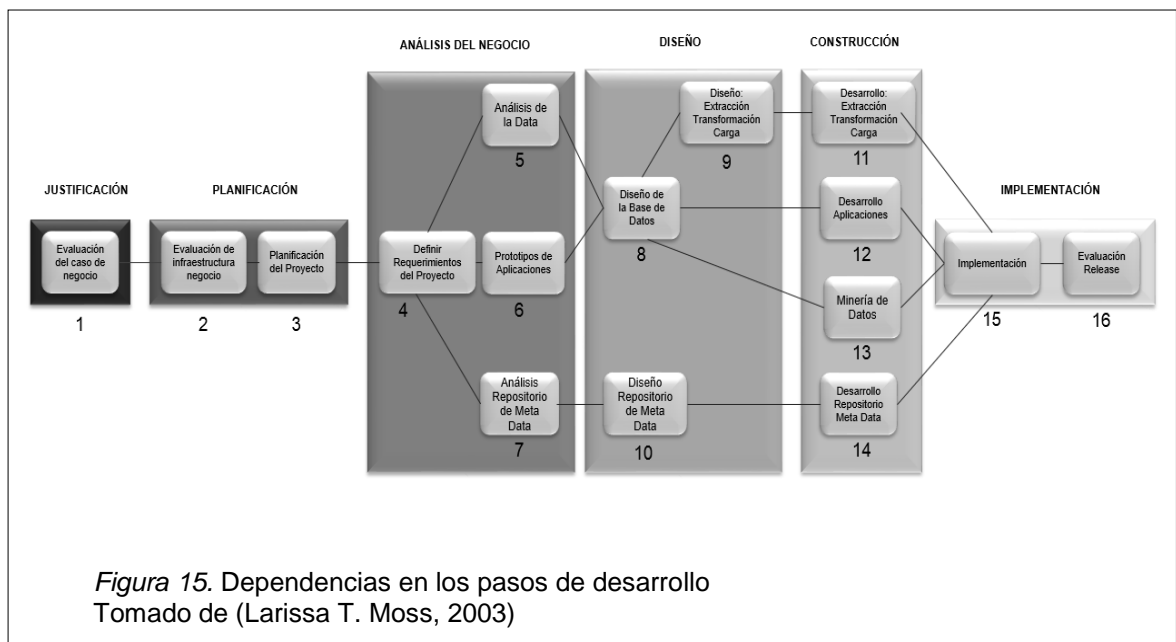 ANÁLISIS DEL NEGOCIO
DISEÑO
CONSTRUCCIÓN
JUSTIFICACIÓN
PLANIFICACIÓN
IMPLEMENTACIÓN
Evaluación
del caso de
negocio
1
Evaluación de
infraestructura
negocio
2
Planificación
del Proyecto
3
Definir
Requerimientos
del Proyecto
4
Análisis de
la Data
5
Prototipos de
Aplicaciones
6
Análisis
Repositorio
de Meta
Data
7
Diseño de
la Base de
Datos
8
Diseño:
Extracción
Transformación
Carga
9
Diseño
Repositorio de
Meta Data
10
Desarrollo:
Extracción
Transformación
Carga
11
Desarrollo
Aplicaciones
12
Minería de
Datos
13
Desarrollo
Repositorio
Meta Data
14
Implementación
15
Evaluación
Release
16
Figura 15. Dependencias en los pasos de desarrollo
Tomado de (Larissa T. Moss, 2003)